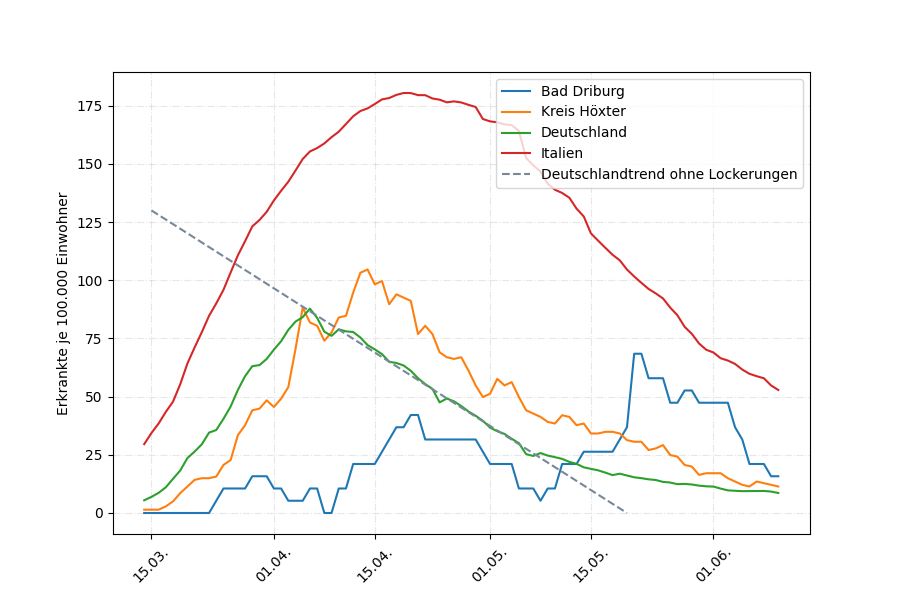 Bad Driburg
Kreis Höxter
Deutschland
Italien
Deutschlandtrend ohne Lockerungen
Erkrankte je 100.000 Einwohner
175
150
125
100
75
50
25
0
15.03.
01.04.
15.04.
01.05.
15.05.
01.06.